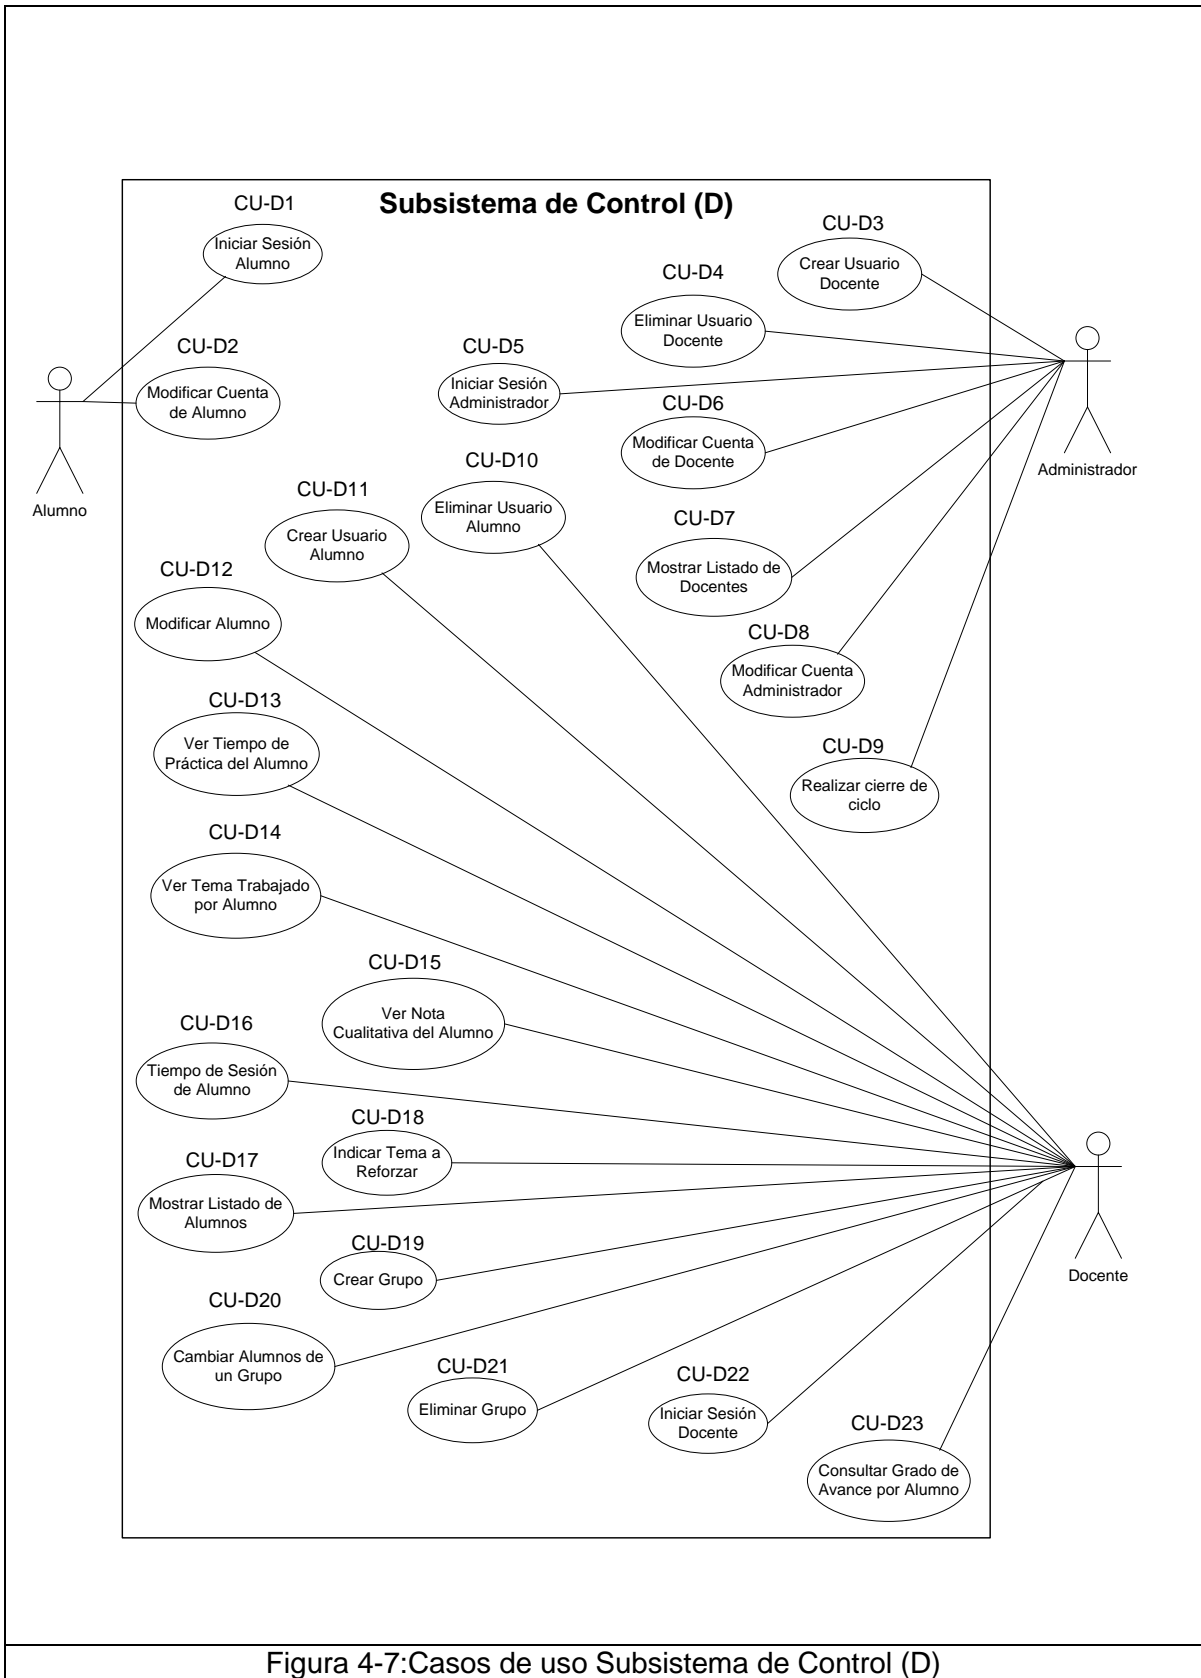 Subsistema de Control (D)
CU-D1
Iniciar Sesión
Alumno
CU-D2
Modificar Cuenta
de Alumno
Alumno
CU-D3
Crear Usuario
Docente
CU-D4
Eliminar Usuario
Docente
CU-D5
Iniciar Sesión
Administrador
CU-D6
Modificar Cuenta
de Docente
Administrador
CU-D7
Mostrar Listado de
Docentes
CU-D8
Modificar Cuenta
Administrador
CU-D9
Realizar cierre de
ciclo
CU-D10
Eliminar Usuario
Alumno
CU-D11
Crear Usuario
Alumno
CU-D12
Modificar Alumno
CU-D13
Ver Tiempo de
Práctica del Alumno
CU-D14
Ver Tema Trabajado
por Alumno
CU-D15
Ver Nota
Cualitativa del Alumno
CU-D16
Tiempo de Sesión
de Alumno
CU-D17
Mostrar Listado de
Alumnos
CU-D18
Indicar Tema a
Reforzar
CU-D19
Crear Grupo
CU-D20
Cambiar Alumnos de
un Grupo
CU-D21
Eliminar Grupo
CU-D22
Iniciar Sesión
Docente
CU-D23
Consultar Grado de
Avance por Alumno
Docente
Figura 4-7:Casos de uso Subsistema de Control (D)